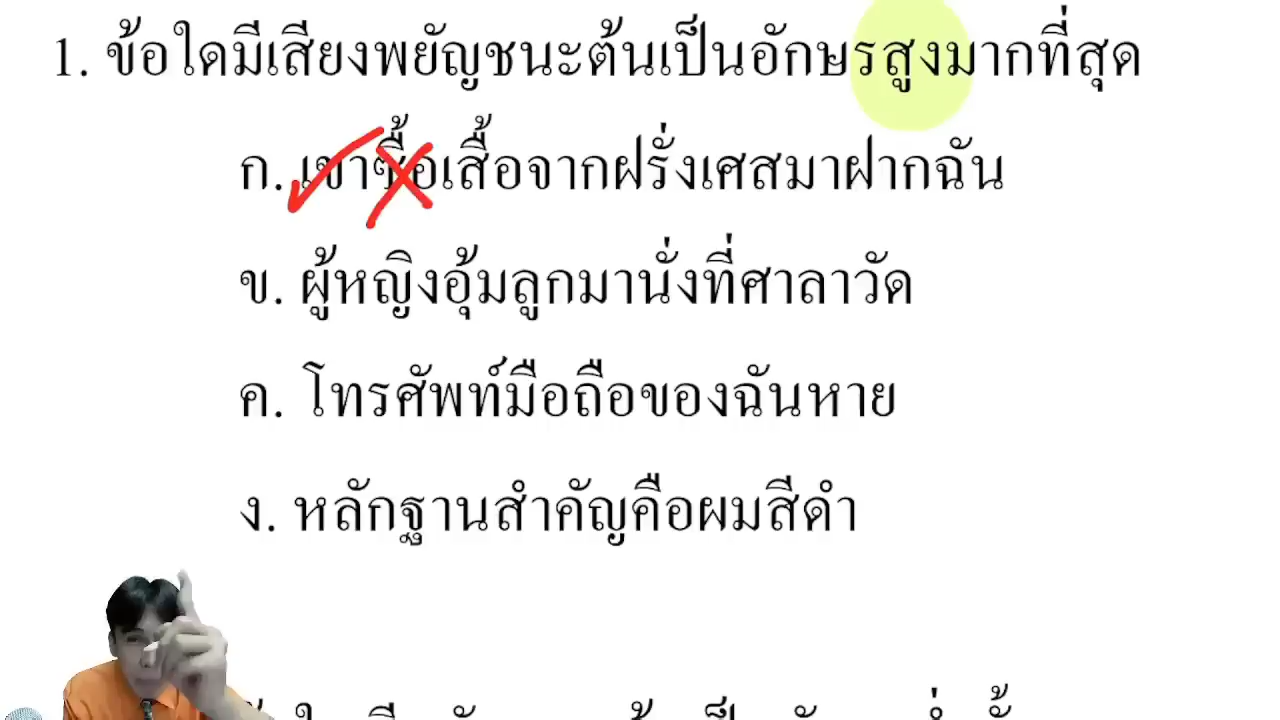 1. ข้อใดมีเสียงพยัญชนะต้นเป็นอักษรสูงมากที่สุด
ก. เขาซื้อเสื้อจากฝรั่งเศสมาฝากฉัน
ข. ผู้หญิงอุ้มลูกมานั่งที่ศาลาวัด
ค. โทรศัพท์มือถือของฉันหาย
ง. หลักฐานสำคัญคือผมสีดำ